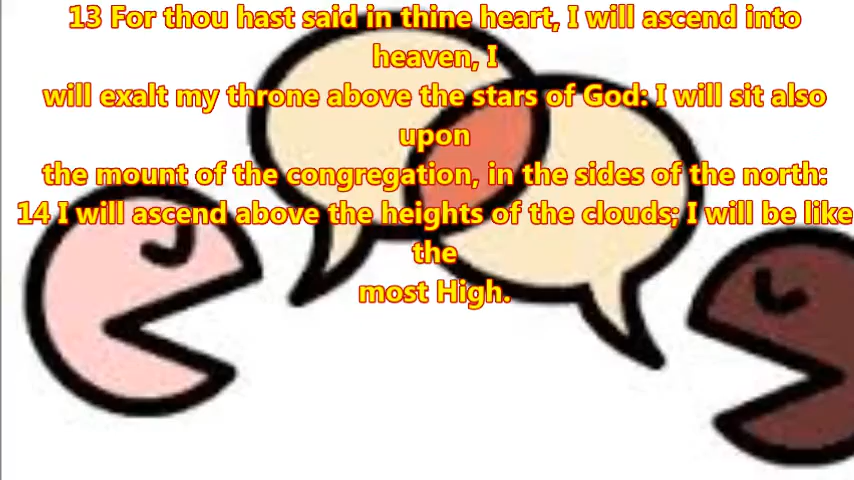 13 For thou hast said in thine heart, I will ascend into
heaven, I
will exalt my throne above the stars of God: I will sit also
upon
the mount of the congregation, in the sides of the north:
14 I will ascend above the heights of the clouds; I will be like
the
most High.